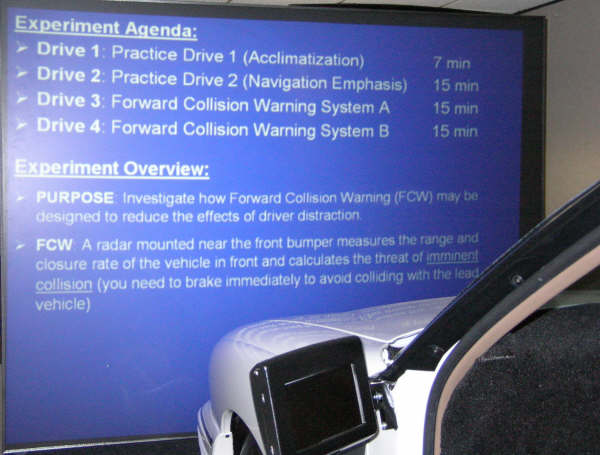 Experiment Agenda:
➢ Drive 1: Practice Drive 1 (Acclimatization) 7 min
➢ Drive 2: Practice Drive 2 (Navigation Emphasis) 15 min
➢ Drive 3: Forward Collision Warning System A 15 min
➢ Drive 4: Forward Collision Warning System B 15 min
Experiment Overview:
➢ PURPOSE: Investigate how Forward Collision Warning (FCW) may be
designed to reduce the effects of driver distraction.
➢ FCW: A radar mounted near the front bumper measures the range and
closure rate of the vehicle in front and calculates the threat of imminent
collision (you need to brake immediately to avoid colliding with the lead
vehicle)